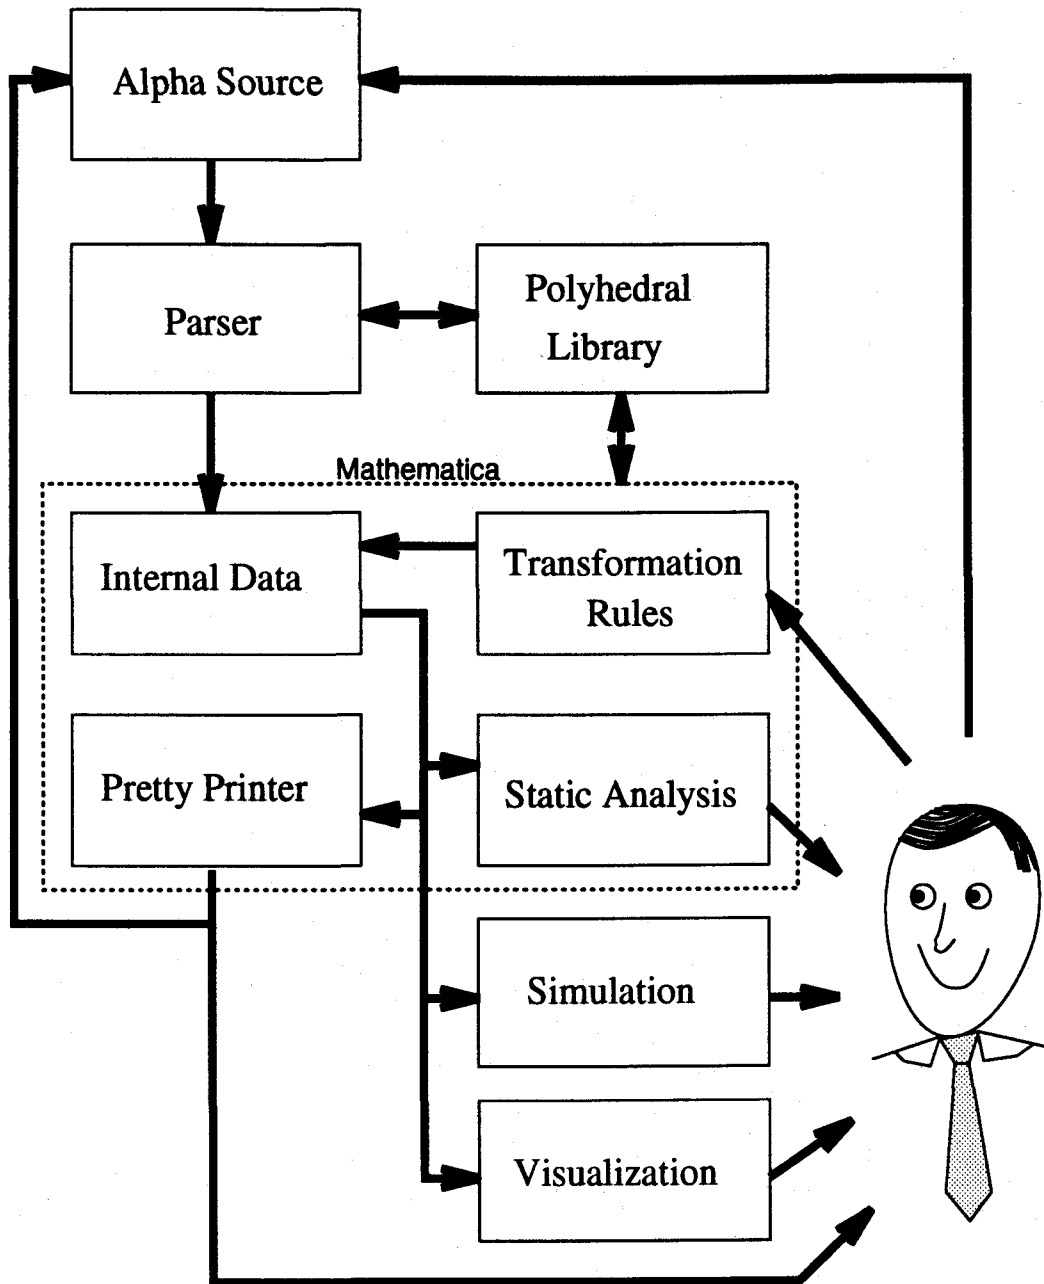 Alpha Source
Parser
Polyhedral
Library
Mathematica
Internal Data
Transformation
Rules
Pretty Printer
Static Analysis
Simulation
Visualization